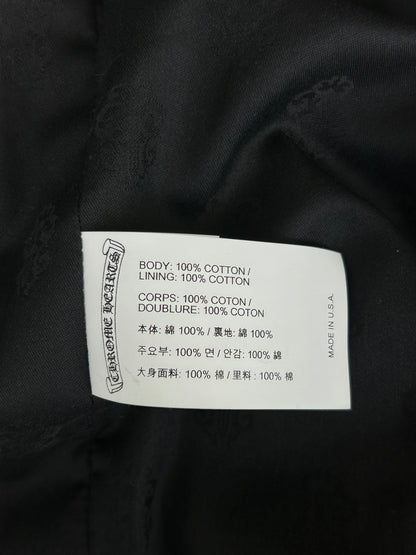 CHROME HEARTS
BODY: 100% COTTON /
LINING: 100% COTTON
CORPS: 100% COTON /
DOUBLURE: 100% COTON
本体: 綿 100% / 裏地: 綿 100%
주요부: 100% 면 / 안감: 100% 綿
大身面料: 100% 棉 / 里料: 100% 棉
MADE IN U.S.A.